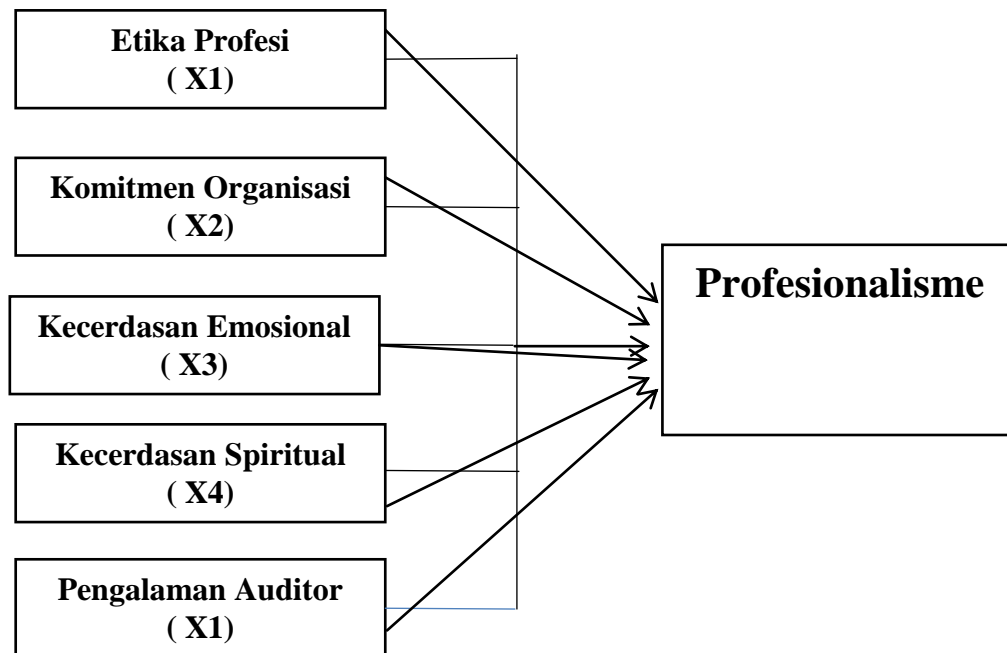 Etika Profesi
( X1)
Komitmen Organisasi
( X2)
Kecerdasan Emosional
( X3)
Kecerdasan Spiritual
( X4)
Pengalaman Auditor
( X1)
Profesionalisme